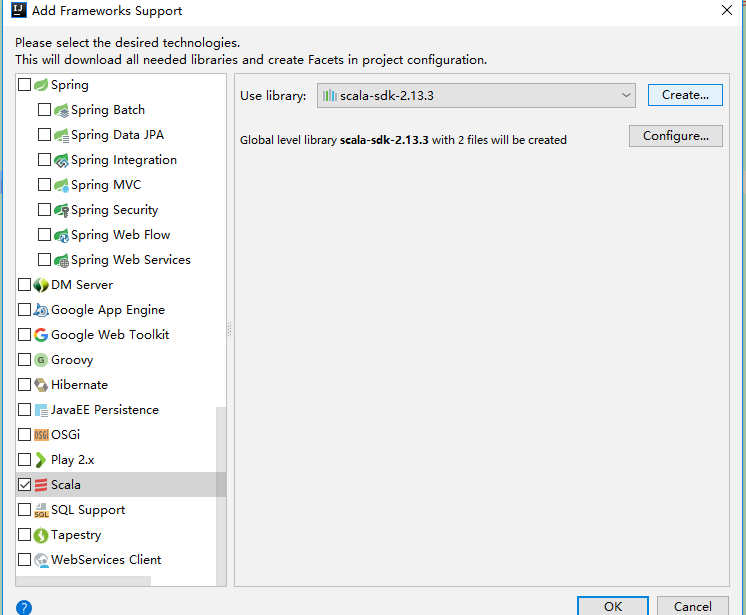 IJ Add Frameworks Support
Please select the desired technologies.
This will download all needed libraries and create Facets in project configuration.
Spring
Spring Batch
Spring Data JPA
Spring Integration
Spring MVC
Spring Security
Spring Web Flow
Spring Web Services
DM Server
Google App Engine
Google Web Toolkit
G Groovy
Hibernate
JavaEE Persistence
OSGi OSGi
Play 2.x
Scala
SQL SQL Support
Tapestry
WebServices Client
Use library: scala-sdk-2.13.3 Create...
Global level library scala-sdk-2.13.3 with 2 files will be created Configure...
? OK Cancel